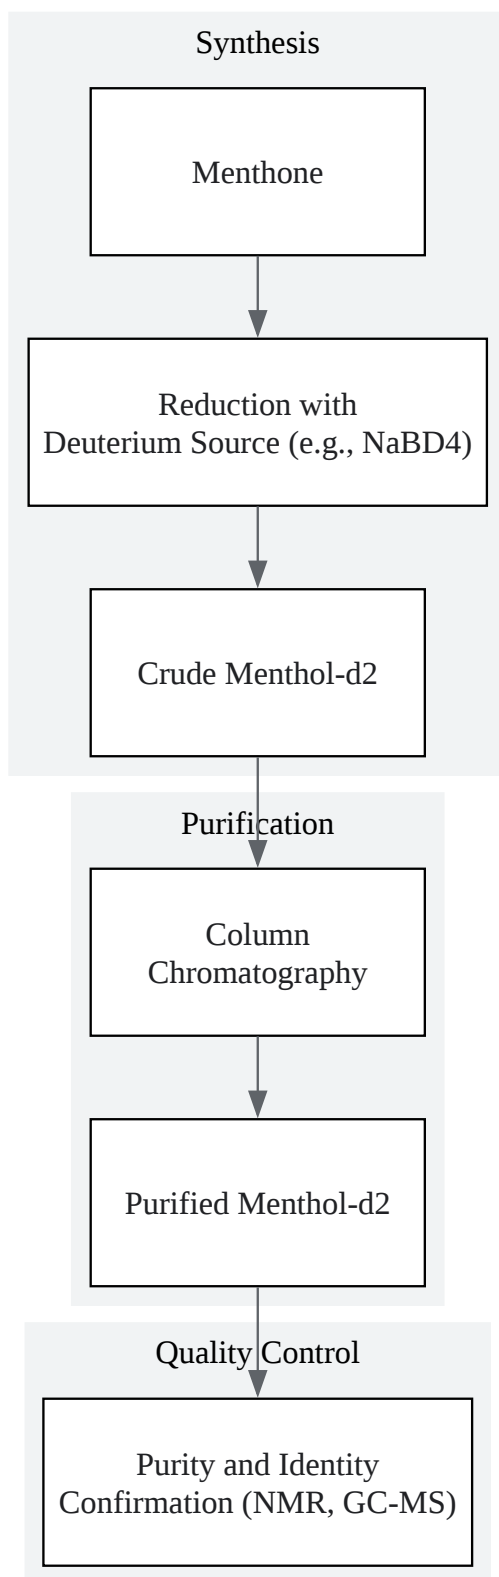 Synthesis
Menthone
Reduction with
Deuterium Source (e.g., NaBD4)
Crude Menthol-d2
Purification
Column
Chromatography
Purified Menthol-d2
Quality Control
Purity and Identity
Confirmation (NMR, GC-MS)